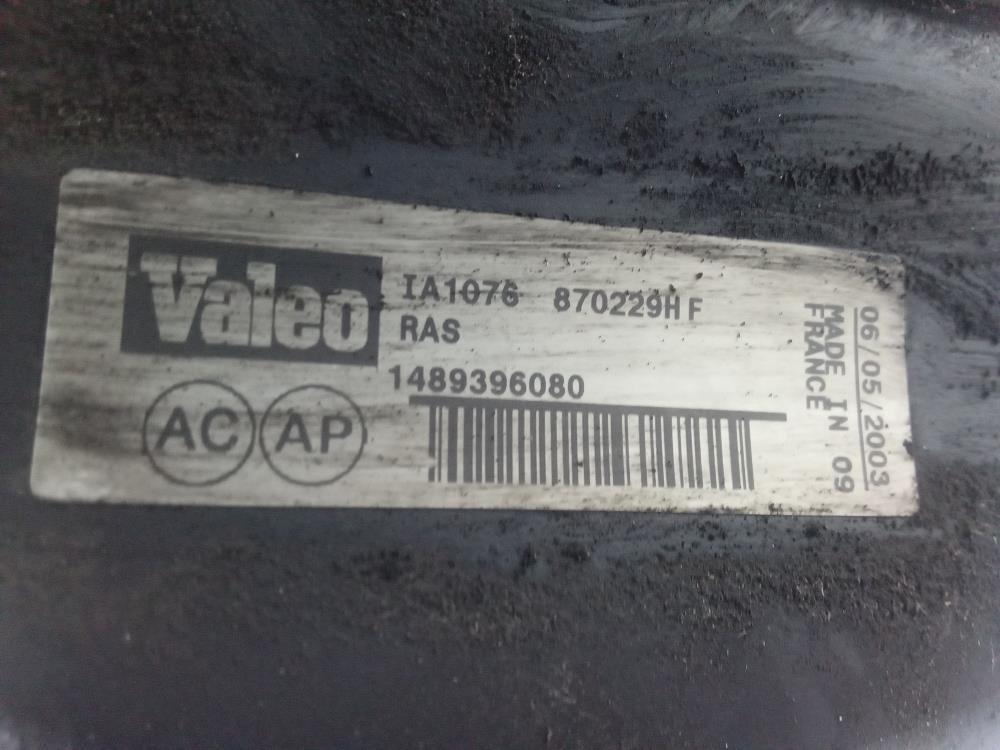 Valeo
IA1076 870229H F
RAS
1489396080
AC AP
06/05/2003
MADE IN 09
FRANCE